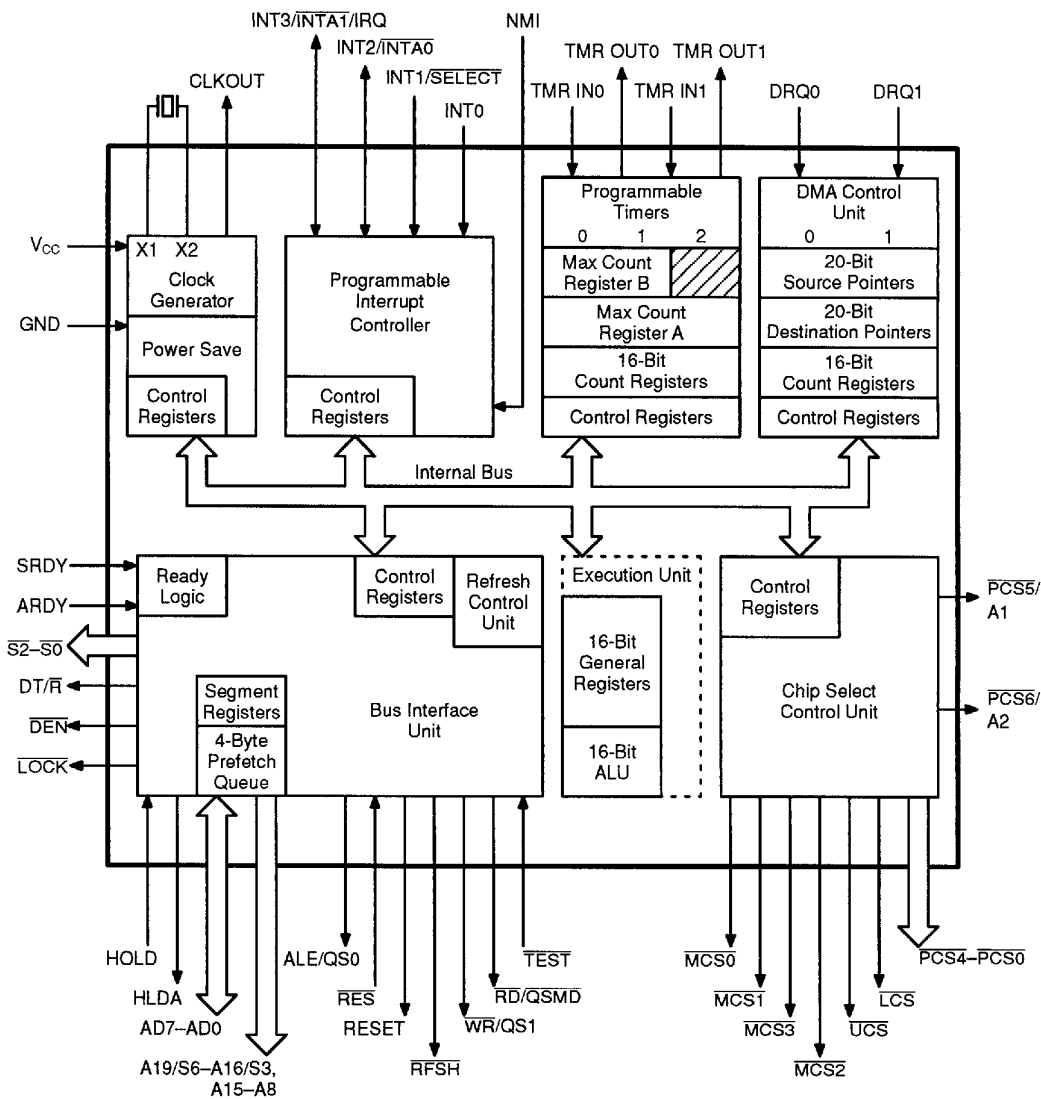 INT3/INTA1/IRQ
NMI
INT2/INTA0
TMR OUT0
TMR OUT1
CLKOUT
INT1/SELECT
TMR IN0
TMR IN1
DRQ0
DRQ1
INT0
Programmable
Timers
0 1 2
DMA Control
Unit
0 1
VCC
X1 X2
Clock
Generator
Programmable
Interrupt
Controller
Max Count
Register B
20-Bit
Source Pointers
GND
Power Save
Max Count
Register A
20-Bit
Destination Pointers
16-Bit
Count Registers
16-Bit
Count Registers
Control
Registers
Control
Registers
Control Registers
Control Registers
Internal Bus
SRDY
ARDY
S2–S0
DT/R
DEN
LOCK
Ready
Logic
Control
Registers
Refresh
Control
Unit
Segment
Registers
4-Byte
Prefetch
Queue
Bus Interface
Unit
Execution Unit
16-Bit
General
Registers
16-Bit
ALU
Control
Registers
Chip Select
Control Unit
PCS5/
A1
PCS6/
A2
HOLD
HLDA
AD7–AD0
A19/S6–A16/S3,
A15–A8
ALE/QS0
RES
RESET
RFSH
WR/QS1
RD/QSMD
TEST
MCS0
MCS1
MCS3
MCS2
UCS
LCS
PCS4–PCS0